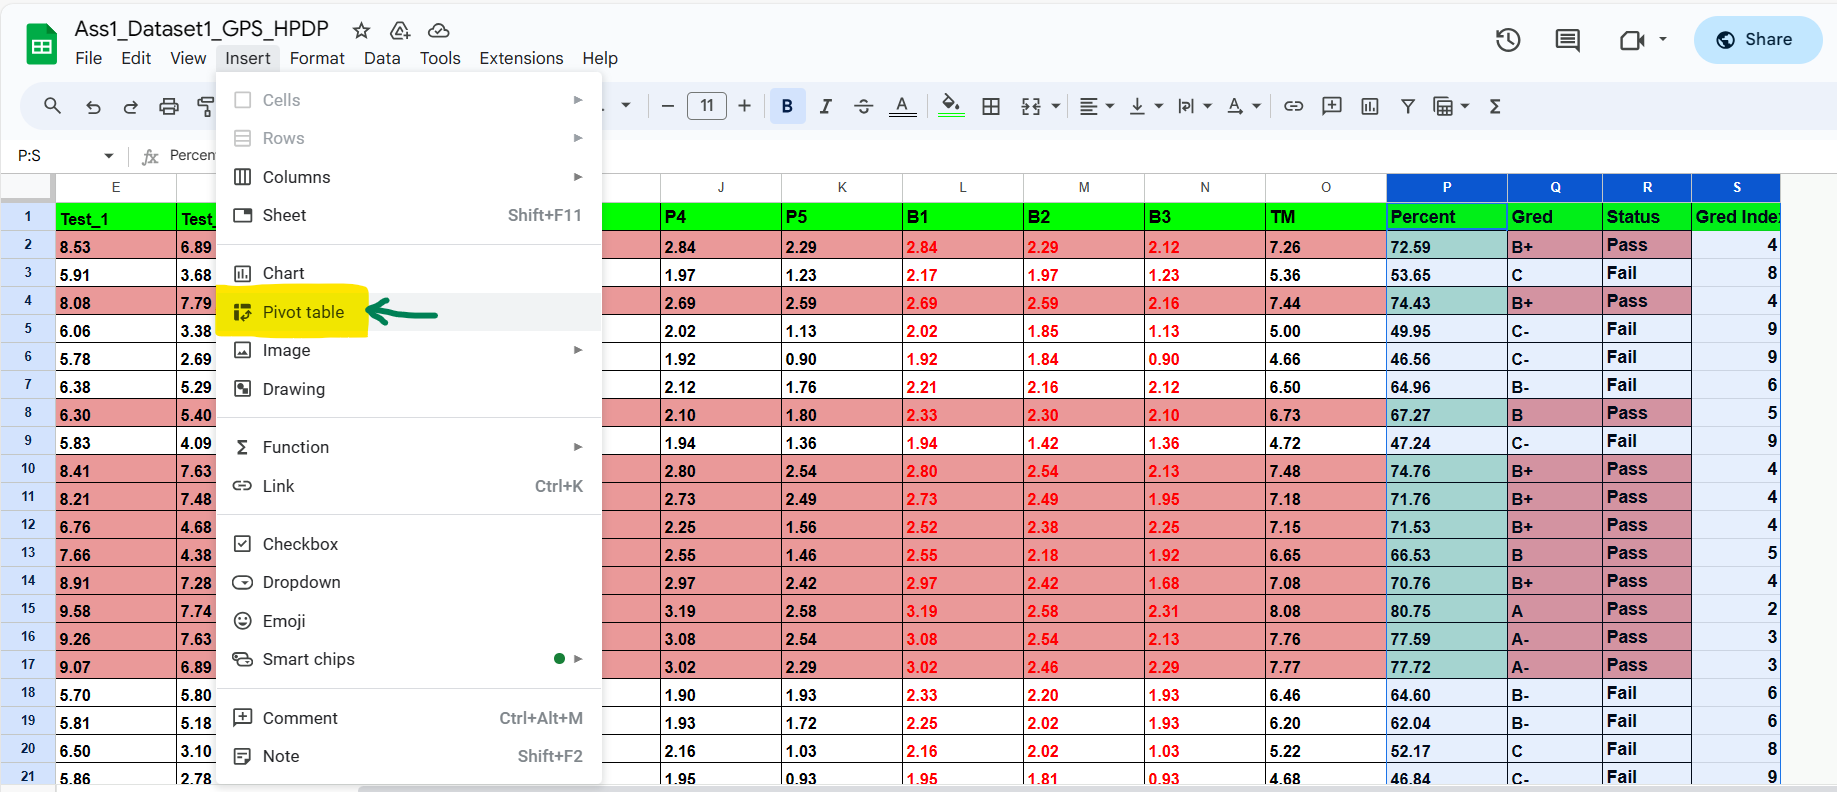 Ass1_Dataset1_GPS_HPDP
Share
File Edit View Insert Format Data Tools Extensions Help
Cells
Rows
Columns
Sheet Shift+F11
Chart
Pivot table
Image
Drawing
Function
Link Ctrl+K
Checkbox
Dropdown
Emoji
Smart chips
Comment Ctrl+Alt+M
Note Shift+F2
11
P:S
E J K L M N O P Q R S
1 Test_1 P4 P5 B1 B2 B3 TM Percent Gred Status
2 8.53 6.89 2.84 2.29 2.84 2.29 2.12 7.26 72.59 B+ Pass 4
3 5.91 3.68 1.97 1.23 2.17 1.97 1.23 5.36 53.65 C Fail 8
4 8.08 7.79 2.69 2.59 2.69 2.59 2.16 7.44 74.43 B+ Pass 4
5 6.06 3.38 2.02 1.13 2.02 1.85 1.13 5.00 49.95 C- Fail 9
6 5.78 2.69 1.92 0.90 1.92 1.84 0.90 4.66 46.56 C- Fail 9
7 6.38 5.29 2.12 1.76 2.21 2.16 2.12 6.50 64.96 B- Fail 6
8 6.30 5.40 2.10 1.80 2.33 2.30 2.10 6.73 67.27 B Pass 5
9 5.83 4.09 1.94 1.36 1.94 1.42 1.36 4.72 47.24 C- Fail 9
10 8.41 7.63 2.80 2.54 2.80 2.54 2.13 7.48 74.76 B+ Pass 4
11 8.21 7.48 2.73 2.49 2.73 2.49 1.95 7.18 71.76 B+ Pass 4
12 6.76 4.68 2.25 1.56 2.52 2.38 2.25 7.15 71.53 B+ Pass 4
13 7.66 4.38 2.55 1.46 2.55 2.18 1.92 6.65 66.53 B Pass 5
14 8.91 7.28 2.97 2.42 2.97 2.42 1.68 7.08 70.76 B+ Pass 4
15 9.58 7.74 3.19 2.58 3.19 2.58 2.31 8.08 80.75 A Pass 2
16 9.26 7.63 3.08 2.54 3.08 2.54 2.13 7.76 77.59 A- Pass 3
17 9.07 6.89 3.02 2.29 3.02 2.46 2.29 7.77 77.72 A- Pass 3
18 5.70 5.80 1.90 1.93 2.33 2.20 1.93 6.46 64.60 B- Fail 6
19 5.81 5.18 1.93 1.72 2.25 2.02 1.93 6.20 62.04 B- Fail 6
20 6.50 3.10 2.16 1.03 2.16 2.02 1.03 5.22 52.17 C Fail 8
21 5.86 2.78 1.95 0.93 1.95 1.81 0.93 4.68 46.84 C- Fail 9